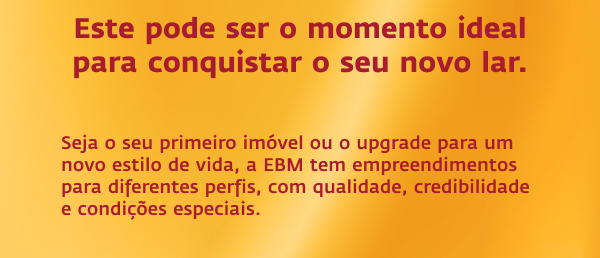 Este pode ser o momento ideal
para conquistar o seu novo lar.
Seja o seu primeiro imóvel ou o upgrade para um
novo estilo de vida, a EBM tem empreendimentos
para diferentes perfis, com qualidade, credibilidade
e condições especiais.